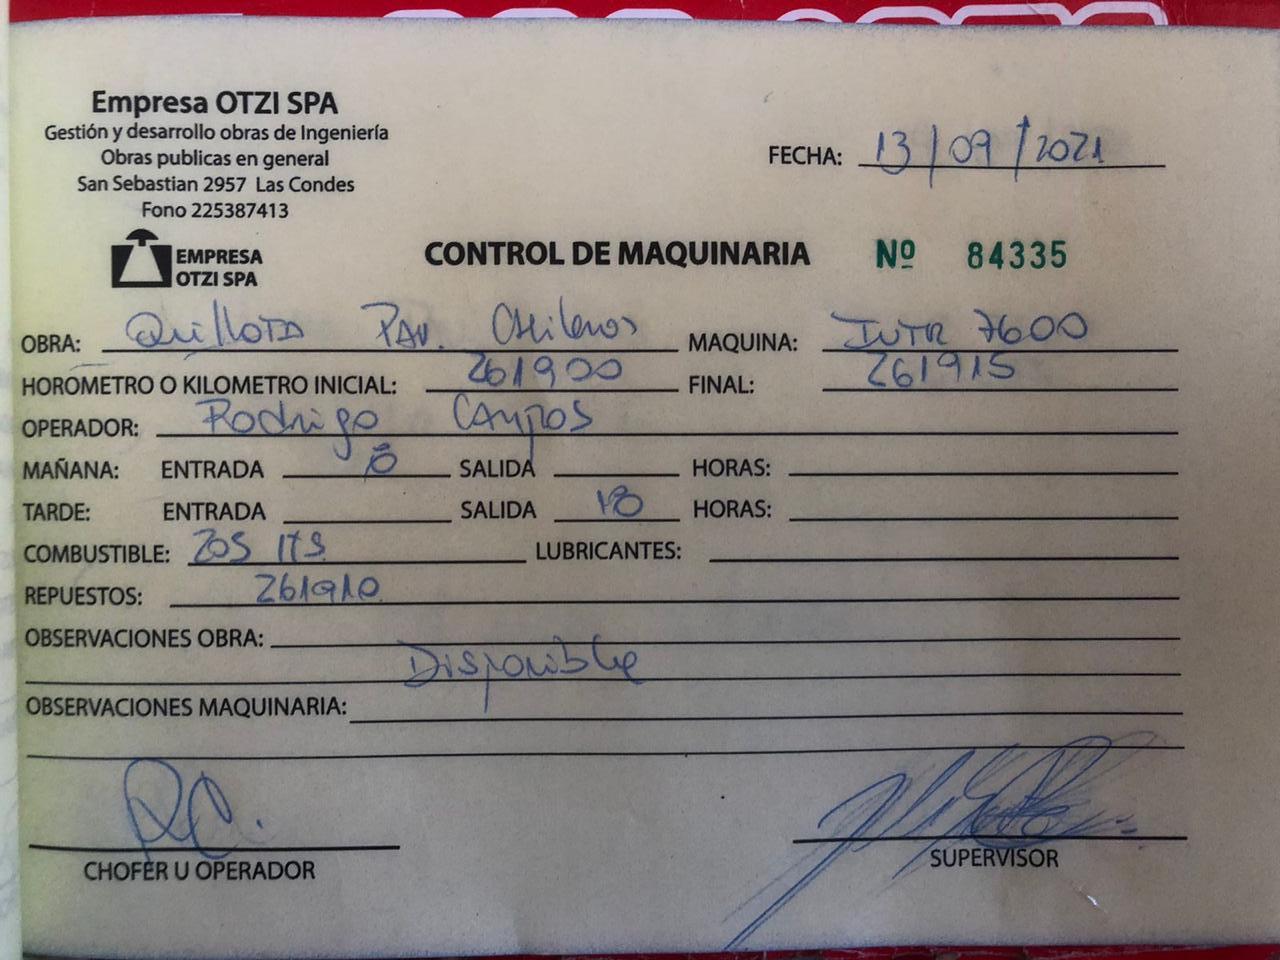 Empresa OTZI SPA
Gestión y desarrollo obras de Ingeniería
Obras publicas en general
San Sebastian 2957 Las Condes
Fono 225387413
FECHA: 13/09/2021
EMPRESA
OTZI SPA
CONTROL DE MAQUINARIA Nº 84335
OBRA: Quillota Pav. Chilenos MAQUINA: INTR 7600
HOROMETRO O KILOMETRO INICIAL: 261900 FINAL: 261915
OPERADOR: Rodrigo Campos
MAÑANA: ENTRADA 8 SALIDA HORAS:
TARDE: ENTRADA SALIDA 18 HORAS:
COMBUSTIBLE: 205 lts LUBRICANTES:
REPUESTOS: 261910
OBSERVACIONES OBRA:
Disponible
OBSERVACIONES MAQUINARIA:
RC.
CHOFER U OPERADOR
SUPERVISOR